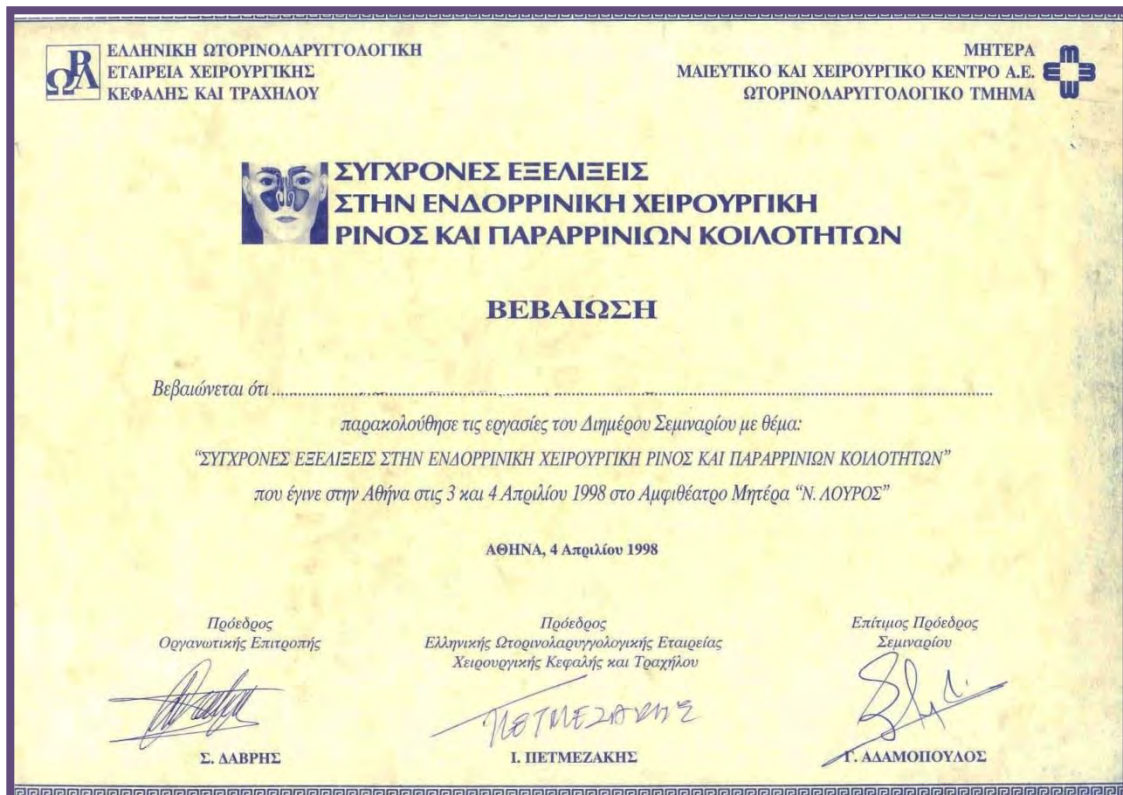 ΩΡΛ
ΕΛΛΗΝΙΚΗ ΩΤΟΡΙΝΟΛΑΡΥΓΓΟΛΟΓΙΚΗ
ΕΤΑΙΡΕΙΑ ΧΕΙΡΟΥΡΓΙΚΗΣ
ΚΕΦΑΛΗΣ ΚΑΙ ΤΡΑΧΗΛΟΥ
ΜΗΤΕΡΑ
ΜΑΙΕΥΤΙΚΟ ΚΑΙ ΧΕΙΡΟΥΡΓΙΚΟ ΚΕΝΤΡΟ Α.Ε.
ΩΤΟΡΙΝΟΛΑΡΥΓΓΟΛΟΓΙΚΟ ΤΜΗΜΑ
ΣΥΓΧΡΟΝΕΣ ΕΞΕΛΙΞΕΙΣ
ΣΤΗΝ ΕΝΔΟΡΡΙΝΙΚΗ ΧΕΙΡΟΥΡΓΙΚΗ
ΡΙΝΟΣ ΚΑΙ ΠΑΡΑΡΡΙΝΙΩΝ ΚΟΙΛΟΤΗΤΩΝ
ΒΕΒΑΙΩΣΗ
Βεβαιώνεται ότι
παρακολούθησε τις εργασίες του Διημέρου Σεμιναρίου με θέμα:
“ΣΥΓΧΡΟΝΕΣ ΕΞΕΛΙΞΕΙΣ ΣΤΗΝ ΕΝΔΟΡΡΙΝΙΚΗ ΧΕΙΡΟΥΡΓΙΚΗ ΡΙΝΟΣ ΚΑΙ ΠΑΡΑΡΡΙΝΙΩΝ ΚΟΙΛΟΤΗΤΩΝ”
που έγινε στην Αθήνα στις 3 και 4 Απριλίου 1998 στο Αμφιθέατρο Μητέρα “Ν. ΛΟΥΡΟΣ”
ΑΘΗΝΑ, 4 Απριλίου 1998
Πρόεδρος
Οργανωτικής Επιτροπής
Σ. ΔΑΒΡΗΣ
Πρόεδρος
Ελληνικής Ωτορινολαρυγγολογικής Εταιρείας
Χειρουργικής Κεφαλής και Τραχήλου
ΠΕΤΜΕΖΑΚΗΣ
Ι. ΠΕΤΜΕΖΑΚΗΣ
Επίτιμος Πρόεδρος
Σεμιναρίου
Γ. ΑΔΑΜΟΠΟΥΛΟΣ